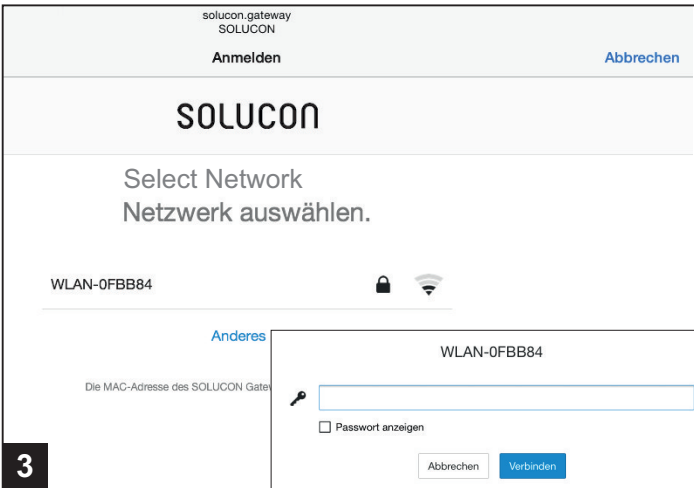 solucon.gateway
SOLUCON
Anmelden
Abbrechen
SOLUCON
Select Network
Netzwerk auswählen.
WLAN-0FBB84
Anderes
Die MAC-Adresse des SOLUCON
WLAN-0FBB84
Passwort anzeigen
Abbrechen
Verbinden
3